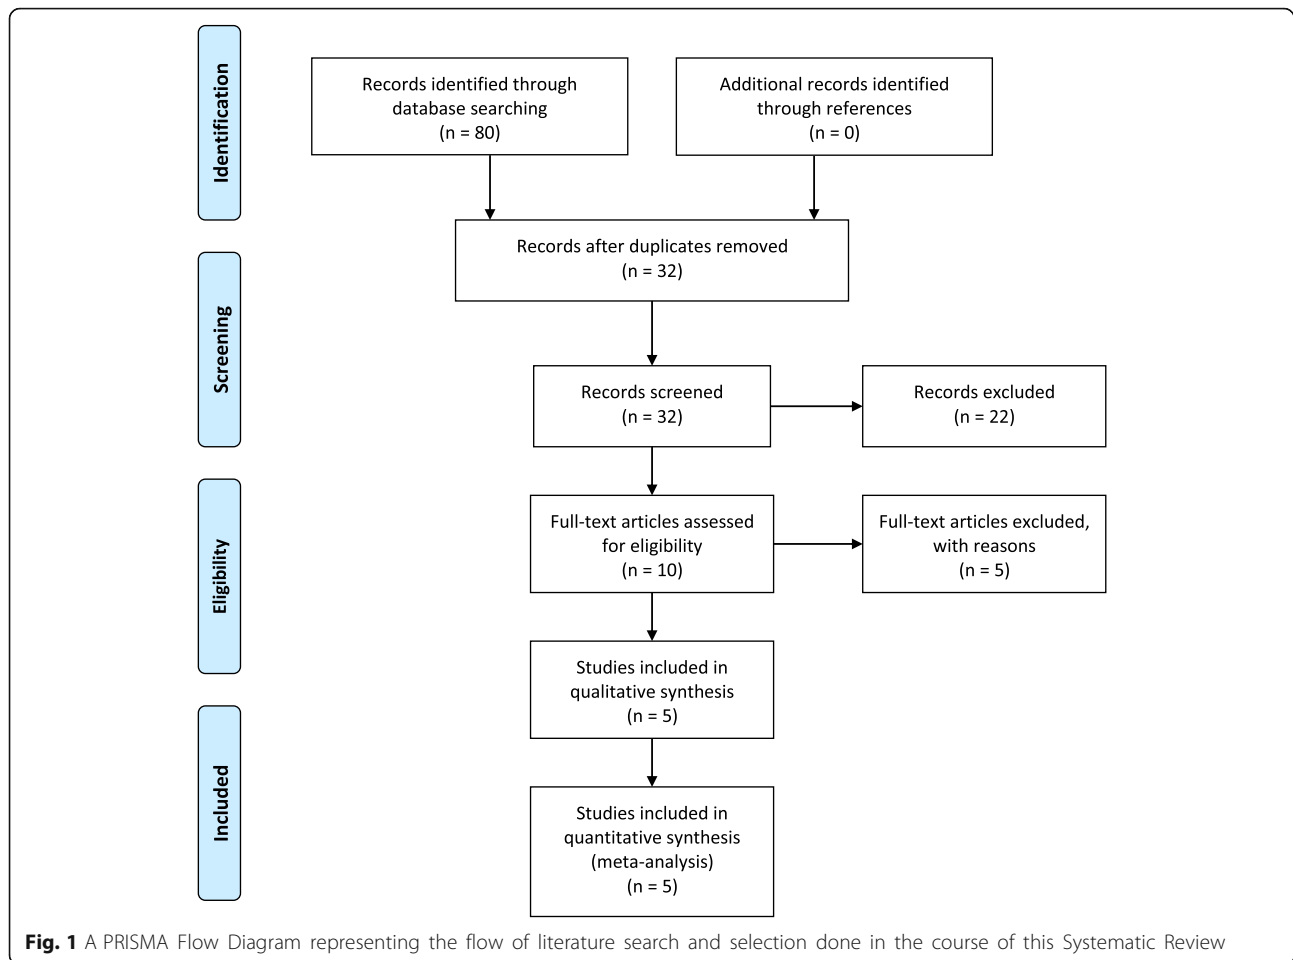 Identification
Records identified through
database searching
(n = 80)
Additional records identified
through references
(n = 0)
Records after duplicates removed
(n = 32)
Screening
Records screened
(n = 32)
Records excluded
(n = 22)
Eligibility
Full-text articles assessed
for eligibility
(n = 10)
Full-text articles excluded,
with reasons
(n = 5)
Studies included in
qualitative synthesis
(n = 5)
Included
Studies included in
quantitative synthesis
(meta-analysis)
(n = 5)
Fig. 1 A PRISMA Flow Diagram representing the flow of literature search and selection done in the course of this Systematic Review